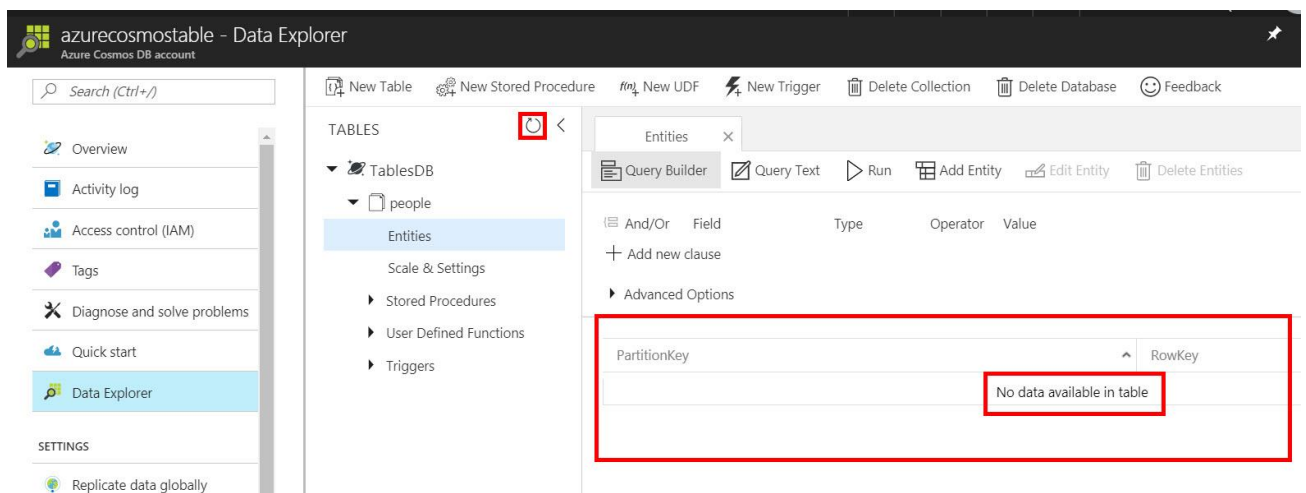 azurecosmostable - Data Explorer
Azure Cosmos DB account
Search (Ctrl+/)
Overview
Activity log
Access control (IAM)
Tags
Diagnose and solve problems
Quick start
Data Explorer
SETTINGS
Replicate data globally
New Table New Stored Procedure f(n) New UDF New Trigger Delete Collection Delete Database Feedback
TABLES
TablesDB
people
Entities
Scale & Settings
Stored Procedures
User Defined Functions
Triggers
Entities
Query Builder Query Text Run Add Entity Edit Entity Delete Entities
And/Or Field Type Operator Value
Add new clause
Advanced Options
PartitionKey RowKey
No data available in table